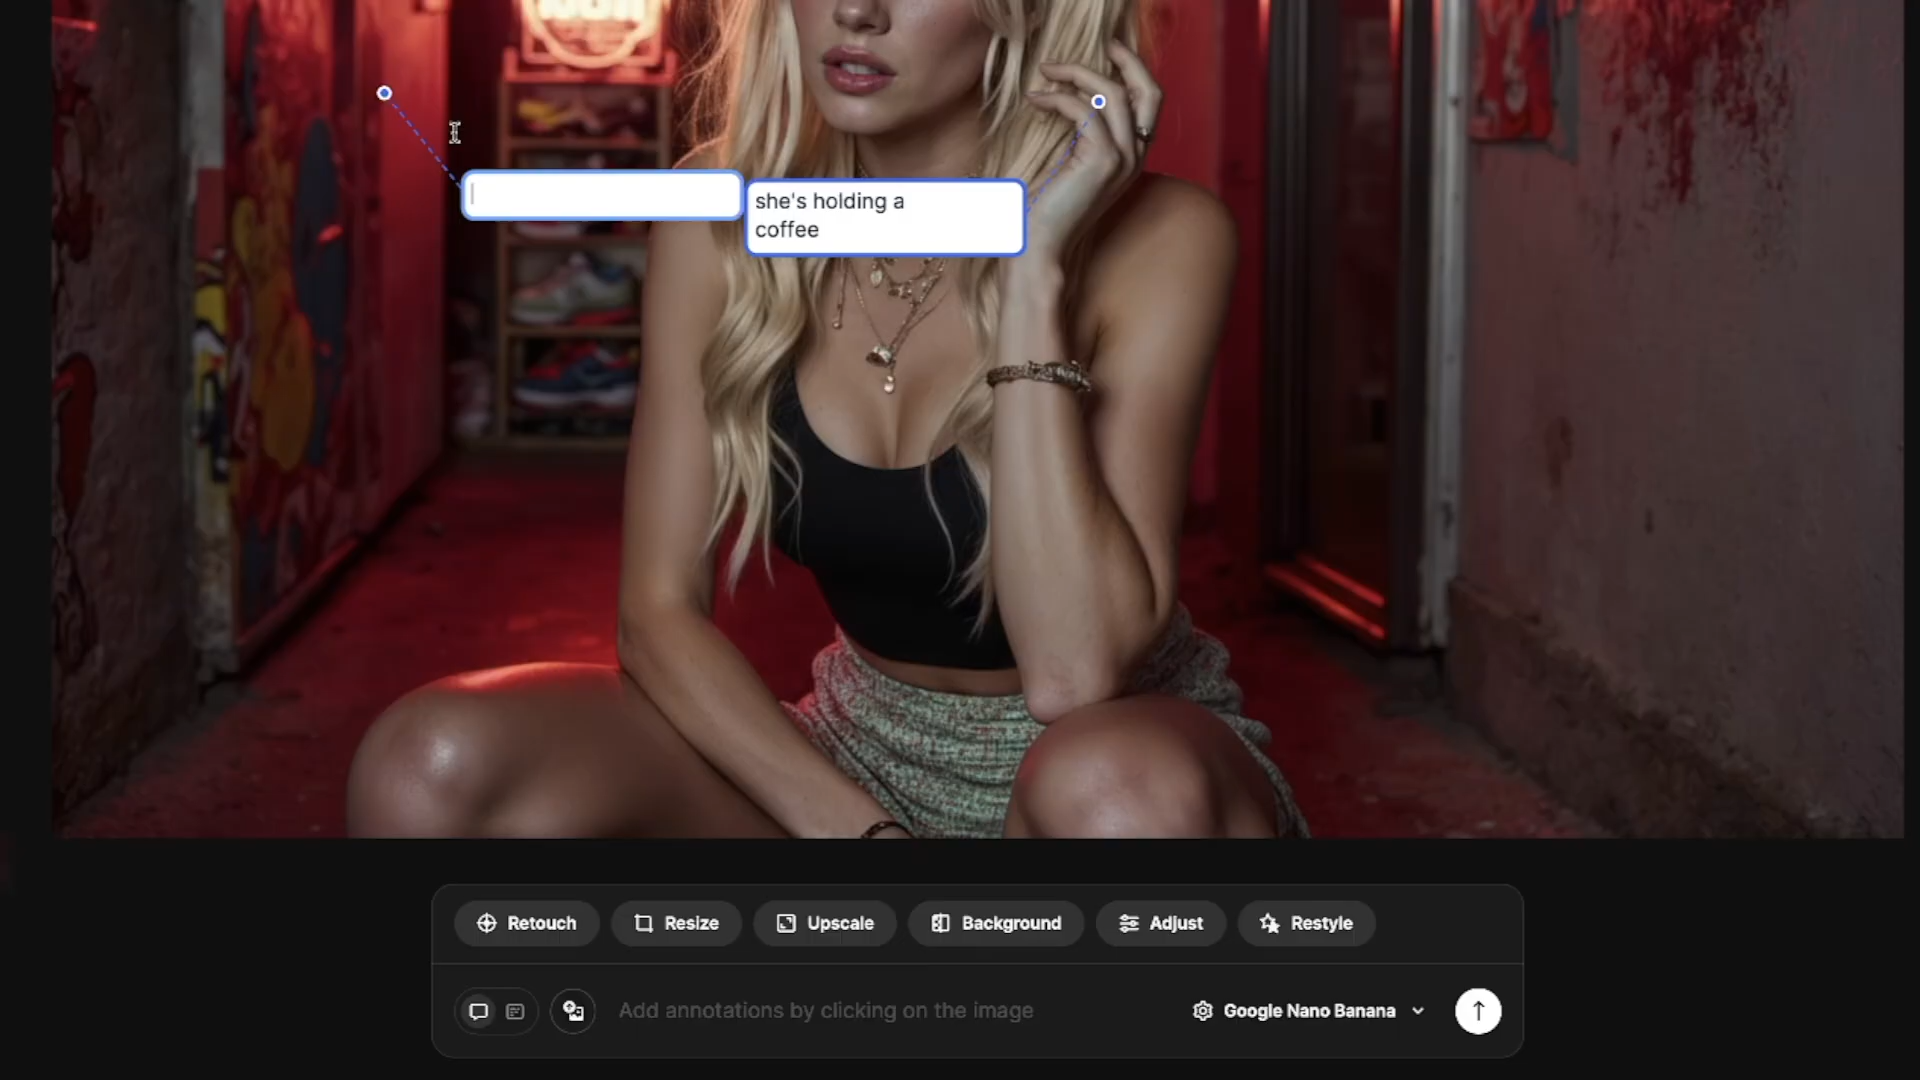 she's holding a
coffee
Retouch
Resize
Upscale
Background
Adjust
Restyle
Add annotations by clicking on the image
Google Nano Banana